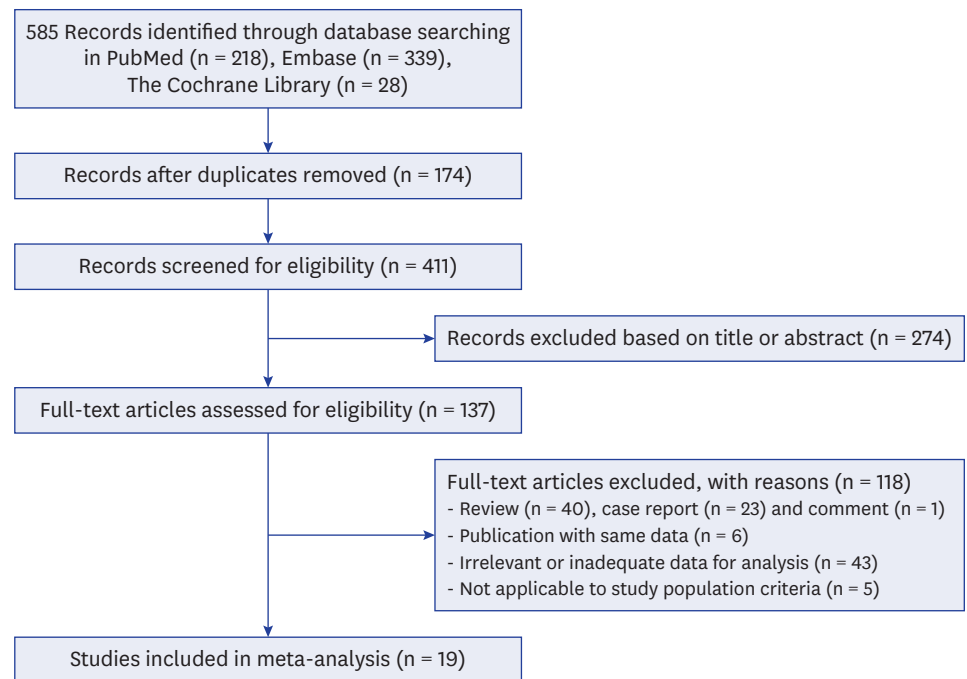 585 Records identified through database searching
in PubMed (n = 218), Embase (n = 339),
The Cochrane Library (n = 28)
Records after duplicates removed (n = 174)
Records screened for eligibility (n = 411)
Records excluded based on title or abstract (n = 274)
Full-text articles assessed for eligibility (n = 137)
Full-text articles excluded, with reasons (n = 118)
- Review (n = 40), case report (n = 23) and comment (n = 1)
- Publication with same data (n = 6)
- Irrelevant or inadequate data for analysis (n = 43)
- Not applicable to study population criteria (n = 5)
Studies included in meta-analysis (n = 19)